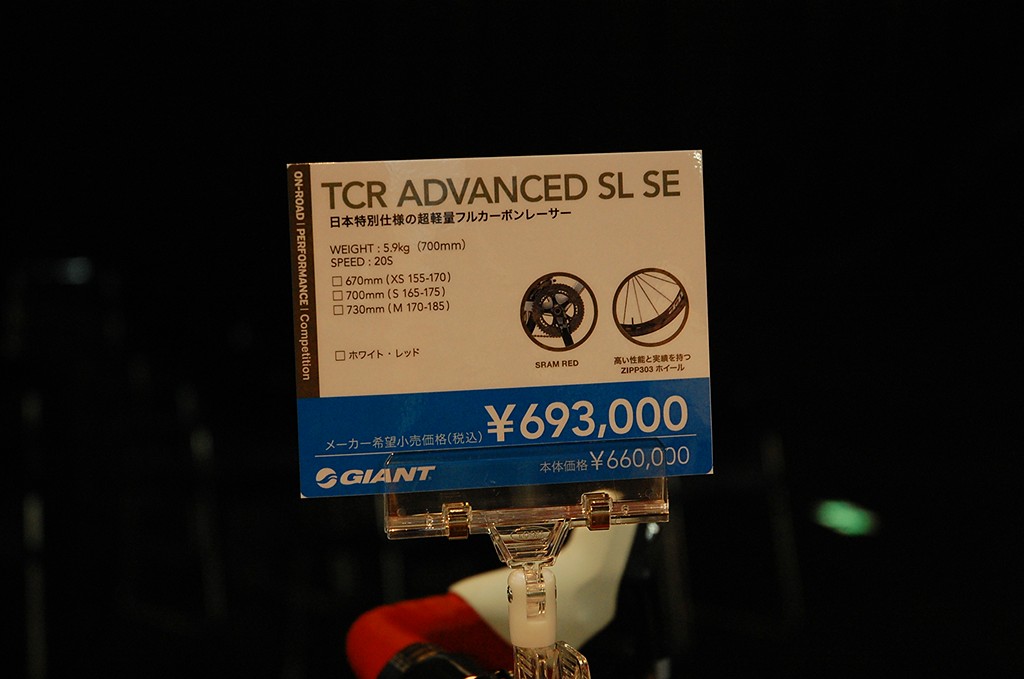 ON-ROAD | PERFORMANCE | Competition
TCR ADVANCED SL SE
日本特別仕様の超軽量フルカーボンレーサー
WEIGHT : 5.9kg (700mm)
SPEED : 20S
□ 670mm (XS 155-170)
□ 700mm (S 165-175)
□ 730mm (M 170-185)
□ ホワイト・レッド
SRAM RED
高い性能と実績を持つ
ZIPP303 ホイール
メーカー希望小売価格(税込) ¥693,000
本体価格 ¥660,000
GIANT